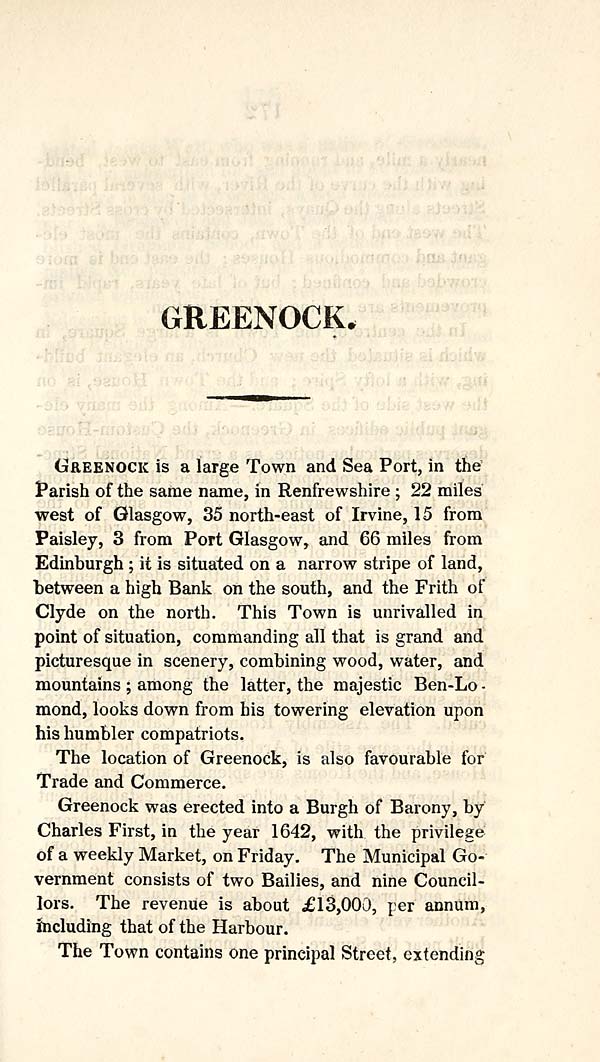 GREENOCK.
GREENOCK is a large Town and Sea Port, in the
Parish of the same name, in Renfrewshire ; 22 miles
west of Glasgow, 35 north-east of Irvine, 15 from
Paisley, 3 from Port Glasgow, and 66 miles from
Edinburgh ; it is situated on a narrow stripe of land,
between a high Bank on the south, and the Frith of
Clyde on the north. This Town is unrivalled in
point of situation, commanding all that is grand and
picturesque in scenery, combining wood, water, and
mountains ; among the latter, the majestic Ben-Lo-
mond, looks down from his towering elevation upon
his humbler compatriots.
The location of Greenock, is also favourable for
Trade and Commerce.
Greenock was erected into a Burgh of Barony, by
Charles First, in the year 1642, with the privilege
of a weekly Market, on Friday. The Municipal Go-
vernment consists of two Bailies, and nine Council-
lors. The revenue is about £13,000, per annum,
including that of the Harbour.
The Town contains one principal Street, extending